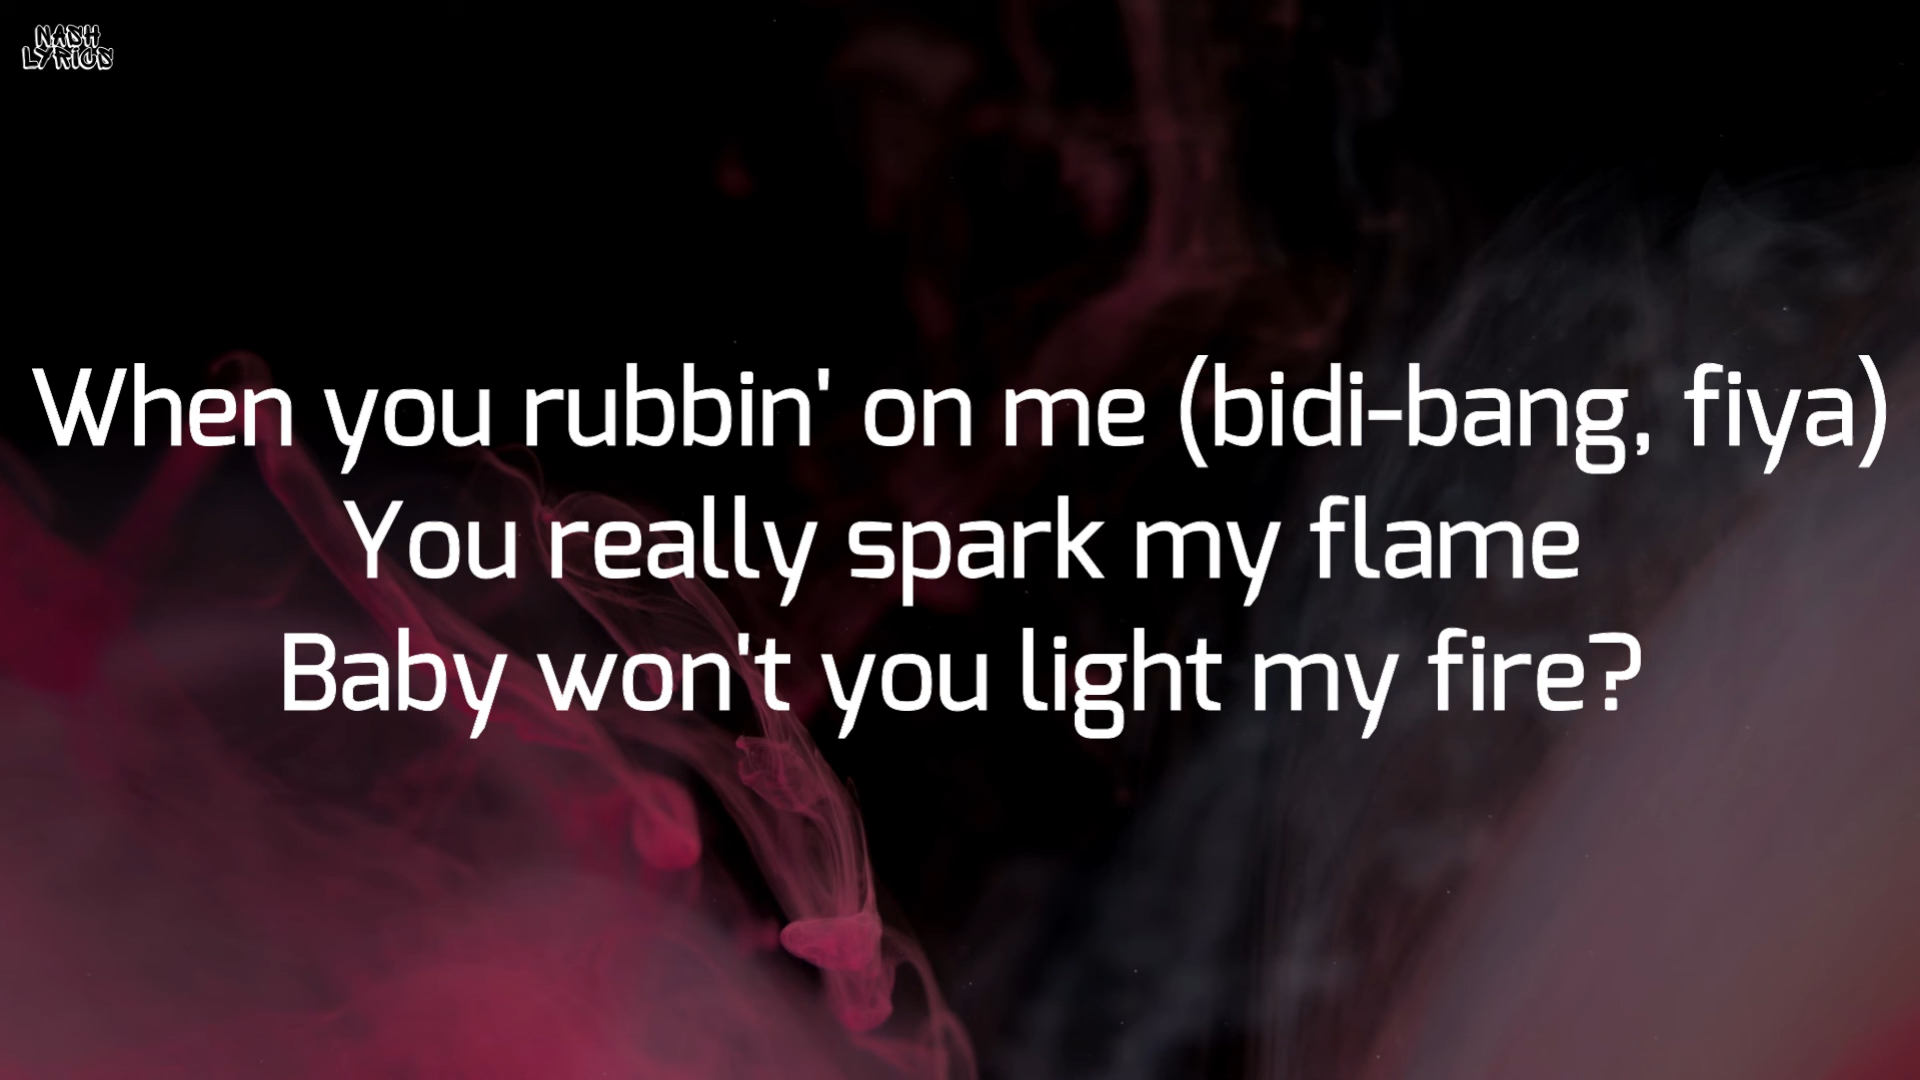 NASH
LYRICS
When you rubbin' on me (bidi-bang, fiya)
You really spark my flame
Baby won't you light my fire?